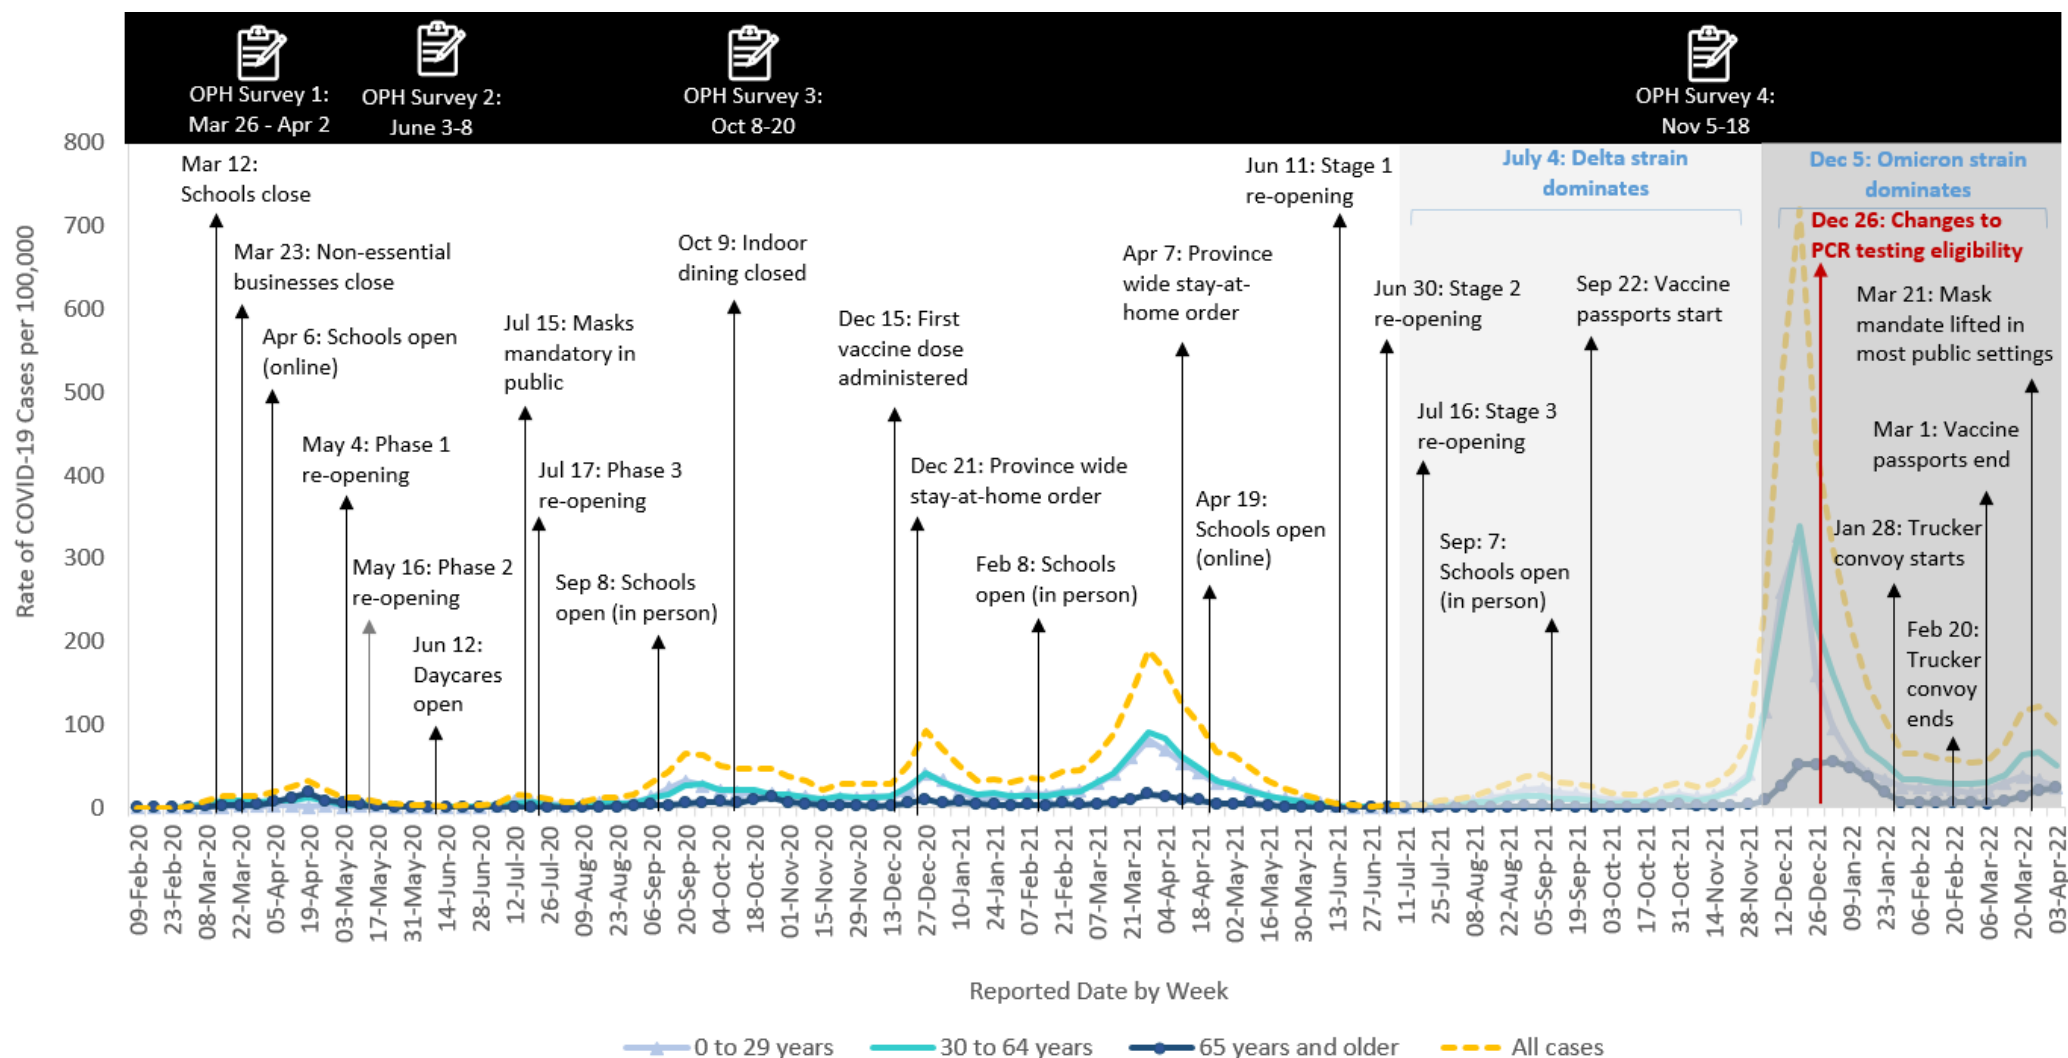 OPH Survey 1:
Mar 26 - Apr 2
OPH Survey 2:
June 3-8
OPH Survey 3:
Oct 8-20
OPH Survey 4:
Nov 5-18
Rate of COVID-19 Cases per 100,000
800
700
600
500
400
300
200
100
0
Mar 12:
Schools close
Mar 23: Non-essential
businesses close
Apr 6: Schools open
(online)
May 4: Phase 1
re-opening
May 16: Phase 2
re-opening
Jun 12:
Daycares
open
Jul 15: Masks
mandatory in
public
Jul 17: Phase 3
re-opening
Sep 8: Schools
open (in person)
Oct 9: Indoor
dining closed
Dec 15: First
vaccine dose
administered
Dec 21: Province wide
stay-at-home order
Feb 8: Schools
open (in person)
Apr 7: Province
wide stay-at-
home order
Apr 19:
Schools open
(online)
Jun 11: Stage 1
re-opening
Jun 30: Stage 2
re-opening
Jul 16: Stage 3
re-opening
Sep: 7:
Schools open
(in person)
Sep 22: Vaccine
passports start
July 4: Delta strain
dominates
Dec 5: Omicron strain
dominates
Dec 26: Changes to
PCR testing eligibility
Mar 21: Mask
mandate lifted in
most public settings
Mar 1: Vaccine
passports end
Jan 28: Trucker
convoy starts
Feb 20:
Trucker
convoy
ends
09-Feb-20
23-Feb-20
08-Mar-20
22-Mar-20
05-Apr-20
19-Apr-20
03-May-20
17-May-20
31-May-20
14-Jun-20
28-Jun-20
12-Jul-20
26-Jul-20
09-Aug-20
23-Aug-20
06-Sep-20
20-Sep-20
04-Oct-20
18-Oct-20
01-Nov-20
15-Nov-20
29-Nov-20
13-Dec-20
27-Dec-20
10-Jan-21
24-Jan-21
07-Feb-21
21-Feb-21
07-Mar-21
21-Mar-21
04-Apr-21
18-Apr-21
02-May-21
16-May-21
30-May-21
13-Jun-21
27-Jun-21
11-Jul-21
25-Jul-21
08-Aug-21
22-Aug-21
05-Sep-21
19-Sep-21
03-Oct-21
17-Oct-21
31-Oct-21
14-Nov-21
28-Nov-21
12-Dec-21
26-Dec-21
09-Jan-22
23-Jan-22
06-Feb-22
20-Feb-22
06-Mar-22
20-Mar-22
03-Apr-22
Reported Date by Week
0 to 29 years
30 to 64 years
65 years and older
All cases